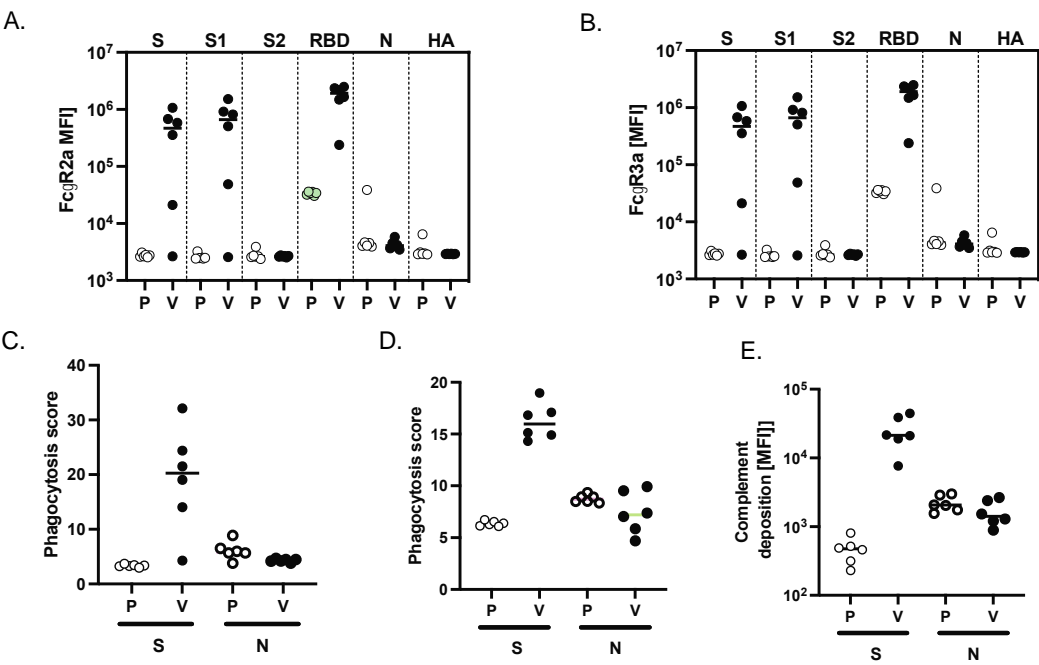 A.
S S1 S2 RBD N HA
FcgR2a MFI]
10^7
10^6
10^5
10^4
10^3
P V P V P V P V P V P V
B.
S S1 S2 RBD N HA
FcgR3a [MFI]
10^7
10^6
10^5
10^4
10^3
P V P V P V P V P V P V
C.
Phagocytosis score
40
30
20
10
0
P V P V
S N
D.
Phagocytosis score
20
15
10
5
0
P V P V
S N
E.
Complement
deposition [MFI]]
10^5
10^4
10^3
10^2
P V P V
S N